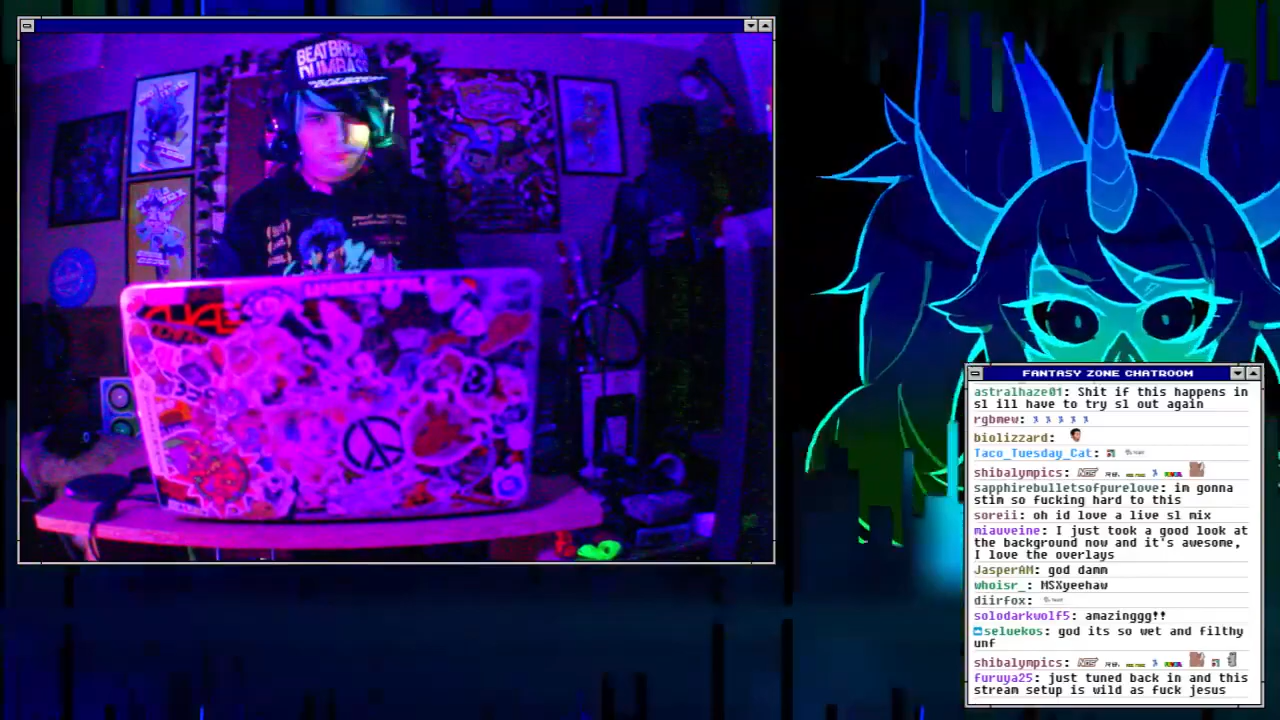 BEATBREAK
DUMBASS
UNDERTALE
FANTASY ZONE CHATROOM
astralhaze01: Shit if this happens in
sl ill have to try sl out again
rgbmew:
biolizzard:
Taco_Tuesday_Cat:
shibalympics:
sapphirebulletsofpurelove: im gonna
stim so fucking hard to this
soreii: oh id love a live sl mix
miauveine: I just took a good look at
the background now and it's awesome,
I love the overlays
JasperAM: god damm
whoisr_: MSXyeehaw
diirfox:
solodarkwolf5: amazinggg!!
seluekos: god its so wet and filthy
unf
shibalympics:
furuya25: just tuned back in and this
stream setup is wild as fuck jesus